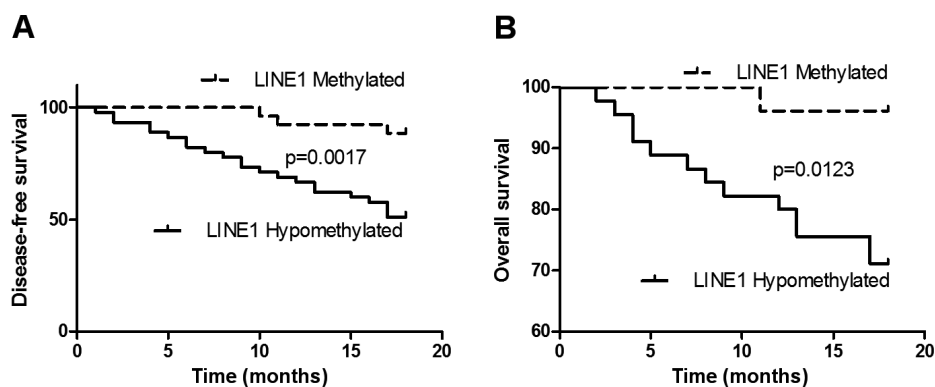 A
LINE1 Methylated
100
p=0.0017
50
LINE1 Hypomethylated
0
0 5 10 15 20
Disease-free survival
Time (months)
B
LINE1 Methylated
100
90
p=0.0123
80
70
LINE1 Hypomethylated
60
0 5 10 15 20
Overall survival
Time (months)